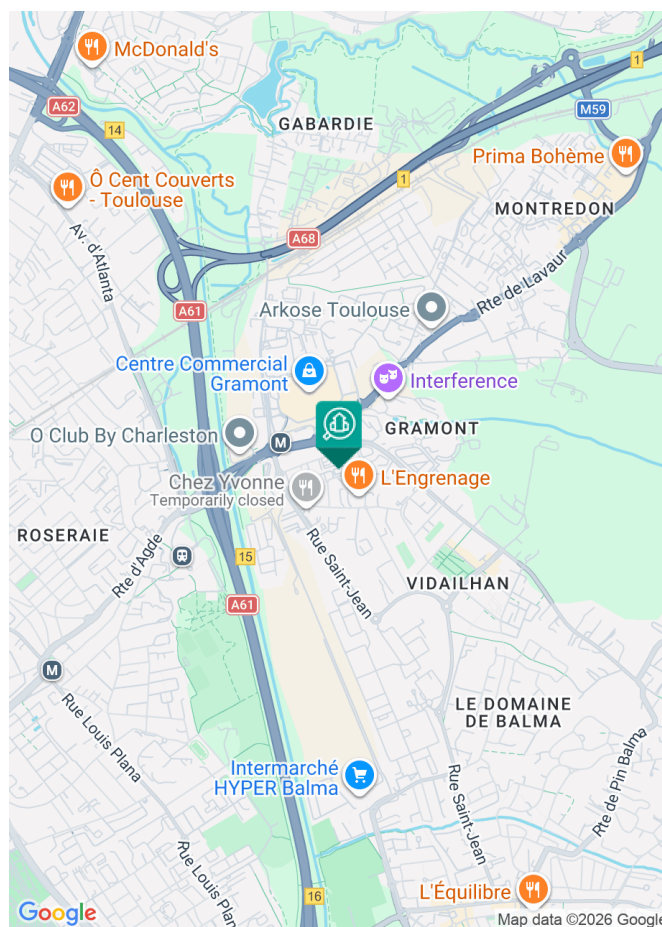 McDonald's
1
A62
M59
14
GABARDIE
Prima Bohème
1
Ô Cent Couverts
- Toulouse
MONTREDON
Av. d'Atlanta
A68
Rte de Lavaur
A61
Arkose Toulouse
Centre Commercial
Gramont
Interference
O Club By Charleston
M
GRAMONT
Chez Yvonne
Temporarily closed
L'Engrenage
ROSERAIE
Rte d'Agde
15
Rue Saint-Jean
VIDAILHAN
A61
M
LE DOMAINE
DE BALMA
Rue Louis Plana
Rte de Pin Balma
Intermarché
HYPER Balma
Rue Saint-Jean
Rue Louis Plan
16
L'Équilibre
Google
Map data ©2026 Google